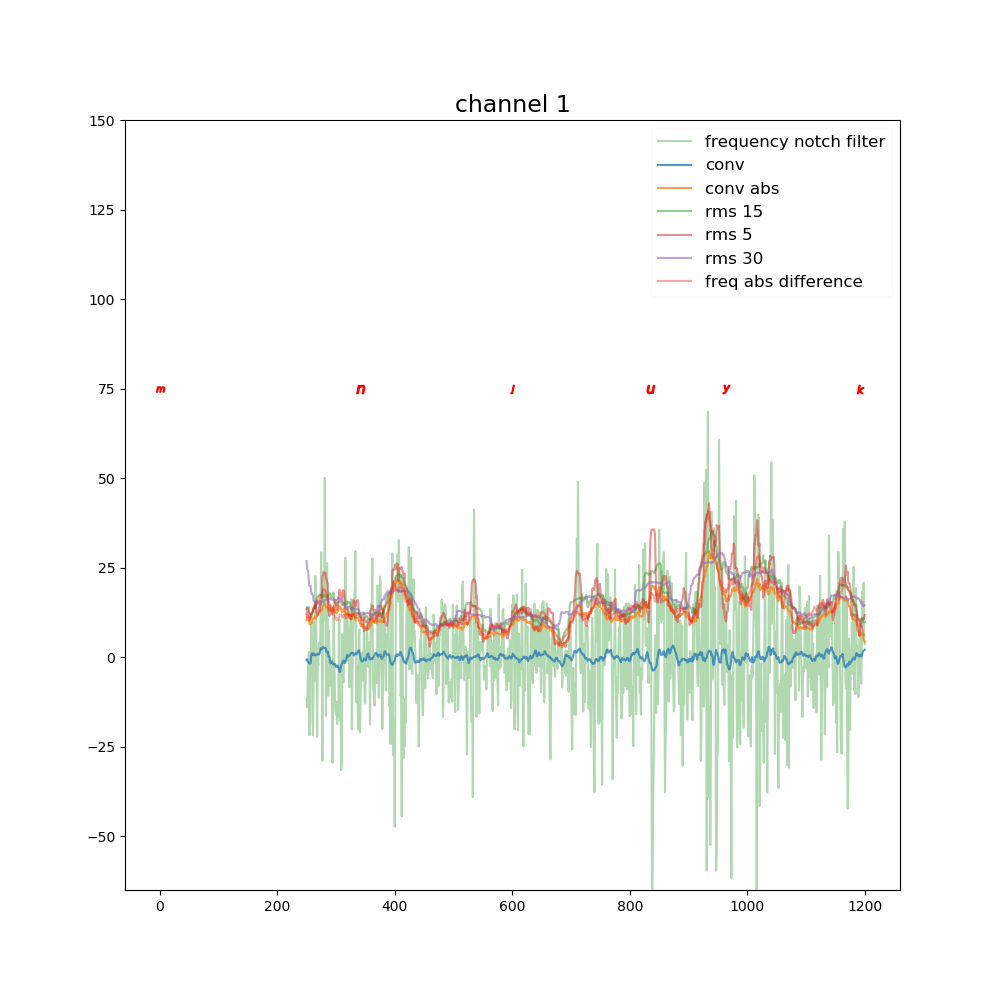 channel 1
150
frequency notch filter
conv
conv abs
rms 15
rms 5
rms 30
freq abs difference
125
100
75
m n j u y k
50
25
0
−25
−50
0 200 400 600 800 1000 1200